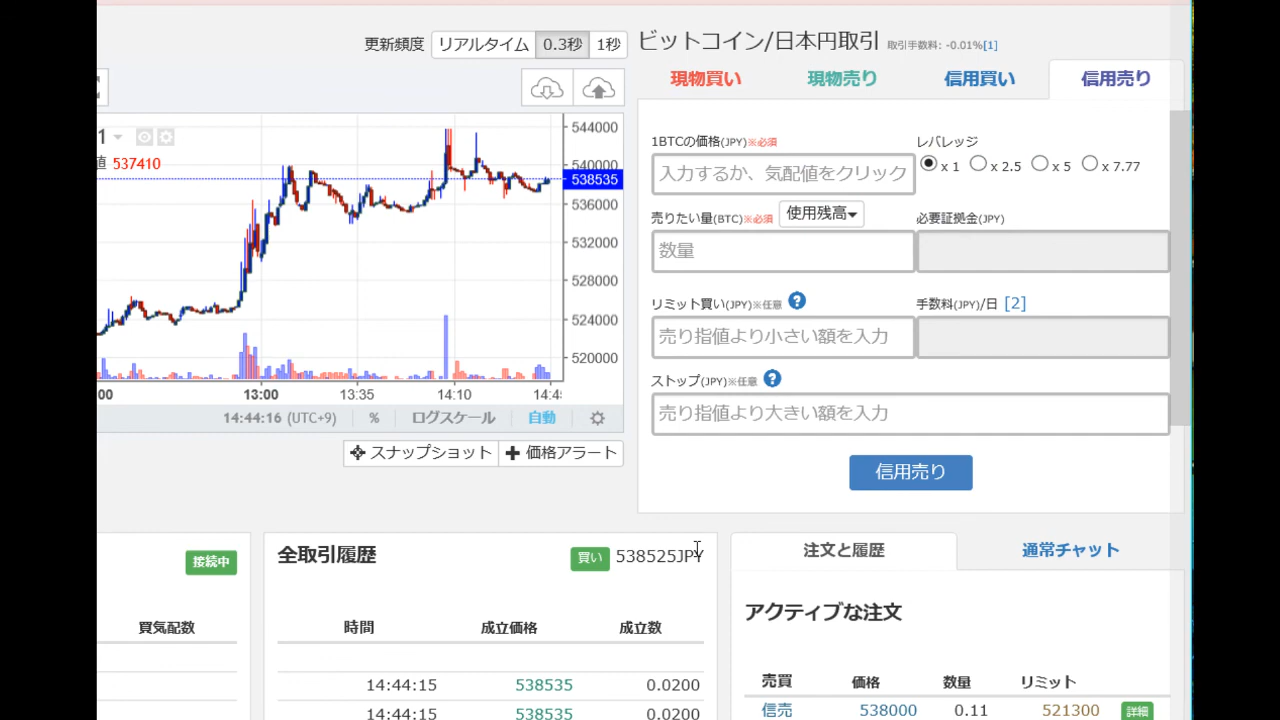 更新頻度 リアルタイム 0.3秒 1秒
ビットコイン/日本円取引 取引手数料: -0.01%[1]
現物買い 現物売り 信用買い 信用売り
1
値 537410
544000
540000
538535
536000
532000
528000
524000
520000
00 13:00 13:35 14:10 14:4
14:44:16 (UTC+9) % ログスケール 自動
スナップショット 価格アラート
1BTCの価格(JPY)※必須
入力するか、気配値をクリック
レバレッジ
x 1 x 2.5 x 5 x 7.77
売りたい量(BTC)※必須 使用残高
数量
必要証拠金(JPY)
リミット買い(JPY)※任意 ?
売り指値より小さい額を入力
手数料(JPY)/日 [2]
ストップ(JPY)※任意 ?
売り指値より大きい額を入力
信用売り
接続中
買気配数
全取引履歴 買い 538525JPY
時間 成立価格 成立数
14:44:15 538535 0.0200
14:44:15 538535 0.0200
注文と履歴 通常チャット
アクティブな注文
売買 価格 数量 リミット
信売 538000 0.11 521300 詳細